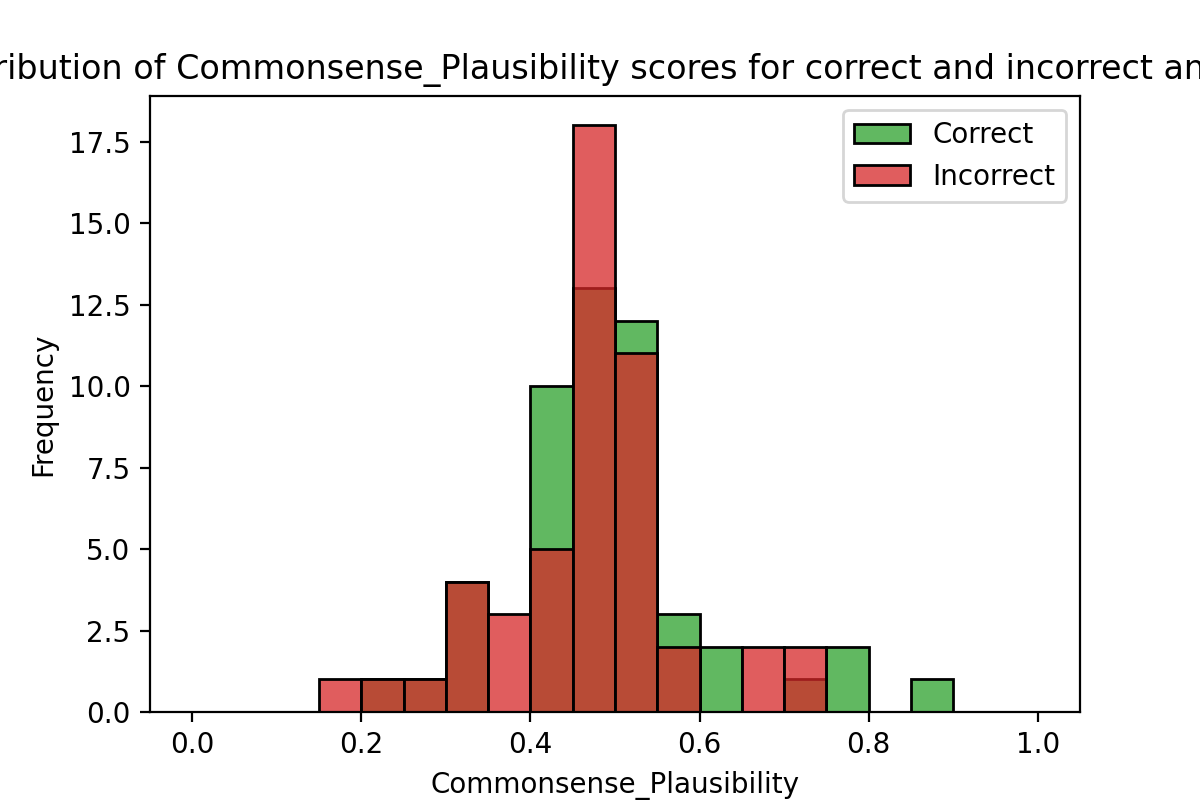 ribution of Commonsense_Plausibility scores for correct and incorrect an
Correct
Incorrect
17.5
15.0
12.5
10.0
7.5
5.0
2.5
0.0
Frequency
0.0 0.2 0.4 0.6 0.8 1.0
Commonsense_Plausibility